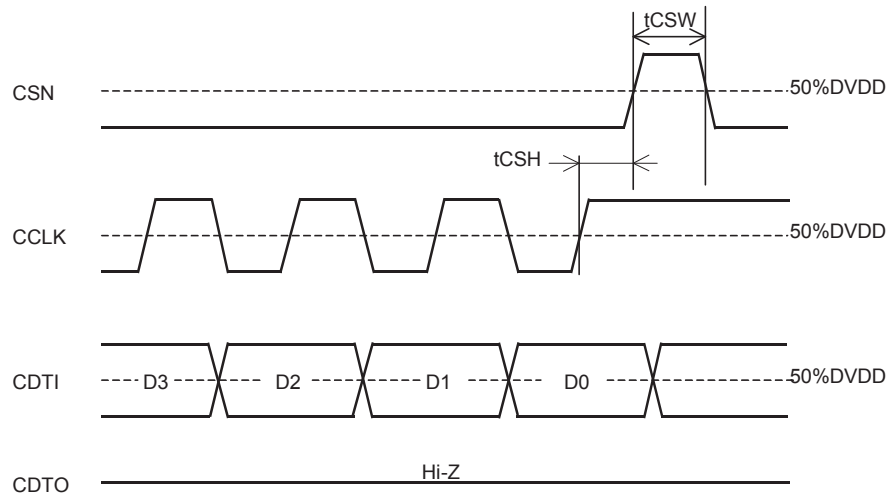 tCSW
CSN
50%DVDD
tCSH
CCLK
50%DVDD
CDTI
D3
D2
D1
D0
50%DVDD
Hi-Z
CDTO